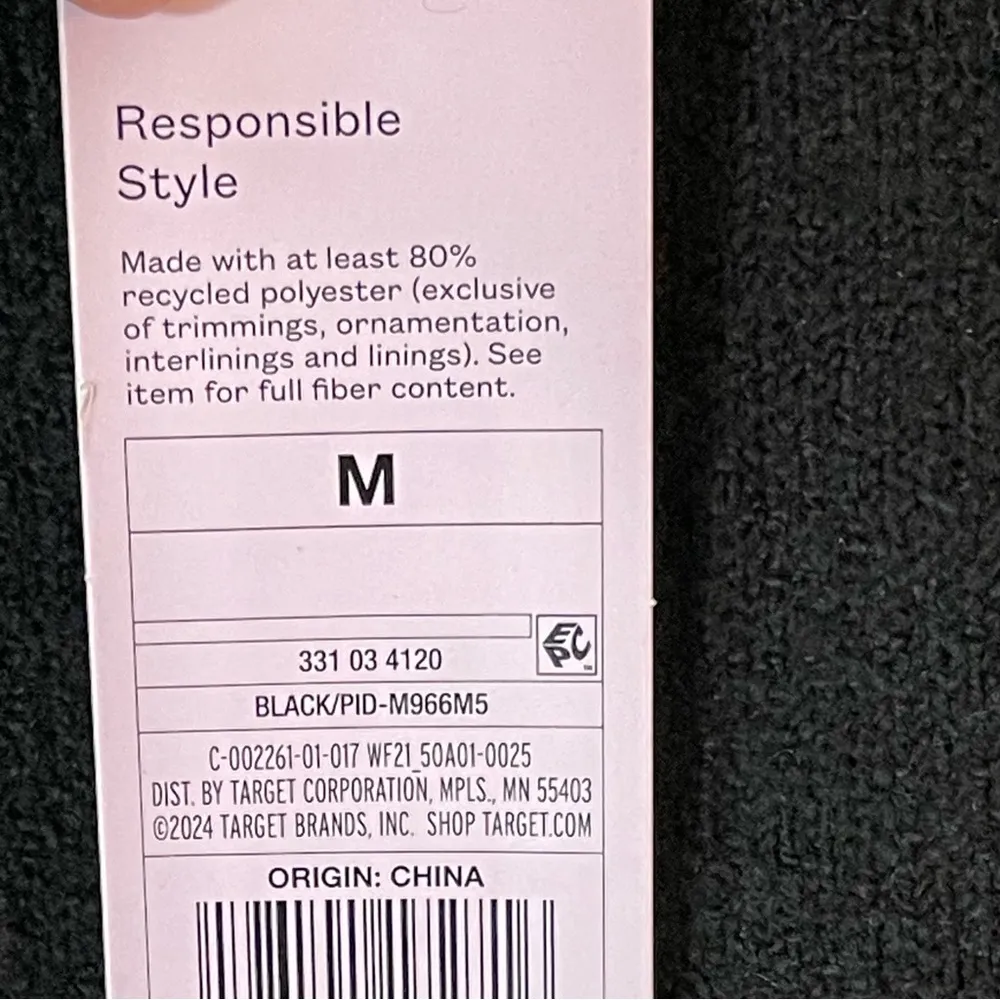 Responsible
Style
Made with at least 80%
recycled polyester (exclusive
of trimmings, ornamentation,
interlinings and linings). See
item for full fiber content.
M
EPC
™
331 03 4120
BLACK/PID-M966M5
C-002261-01-017 WF21_50A01-0025
DIST. BY TARGET CORPORATION, MPLS., MN 55403
©2024 TARGET BRANDS, INC. SHOP TARGET.COM
ORIGIN: CHINA